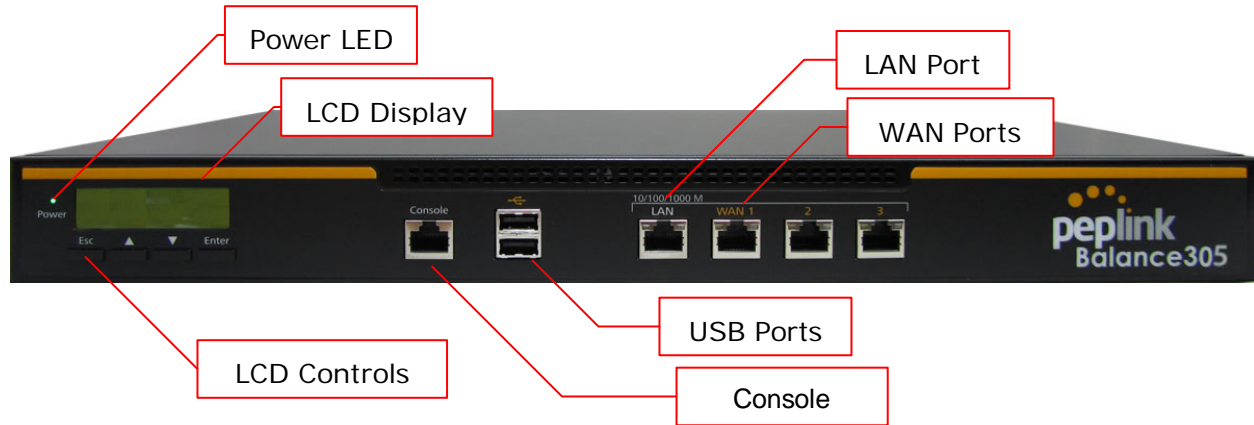 Power LED
LCD Display
LAN Port
WAN Ports
Power
Esc
Enter
Console
10/100/1000 M
LAN
WAN 1
2
3
peplink
Balance305
USB Ports
LCD Controls
Console